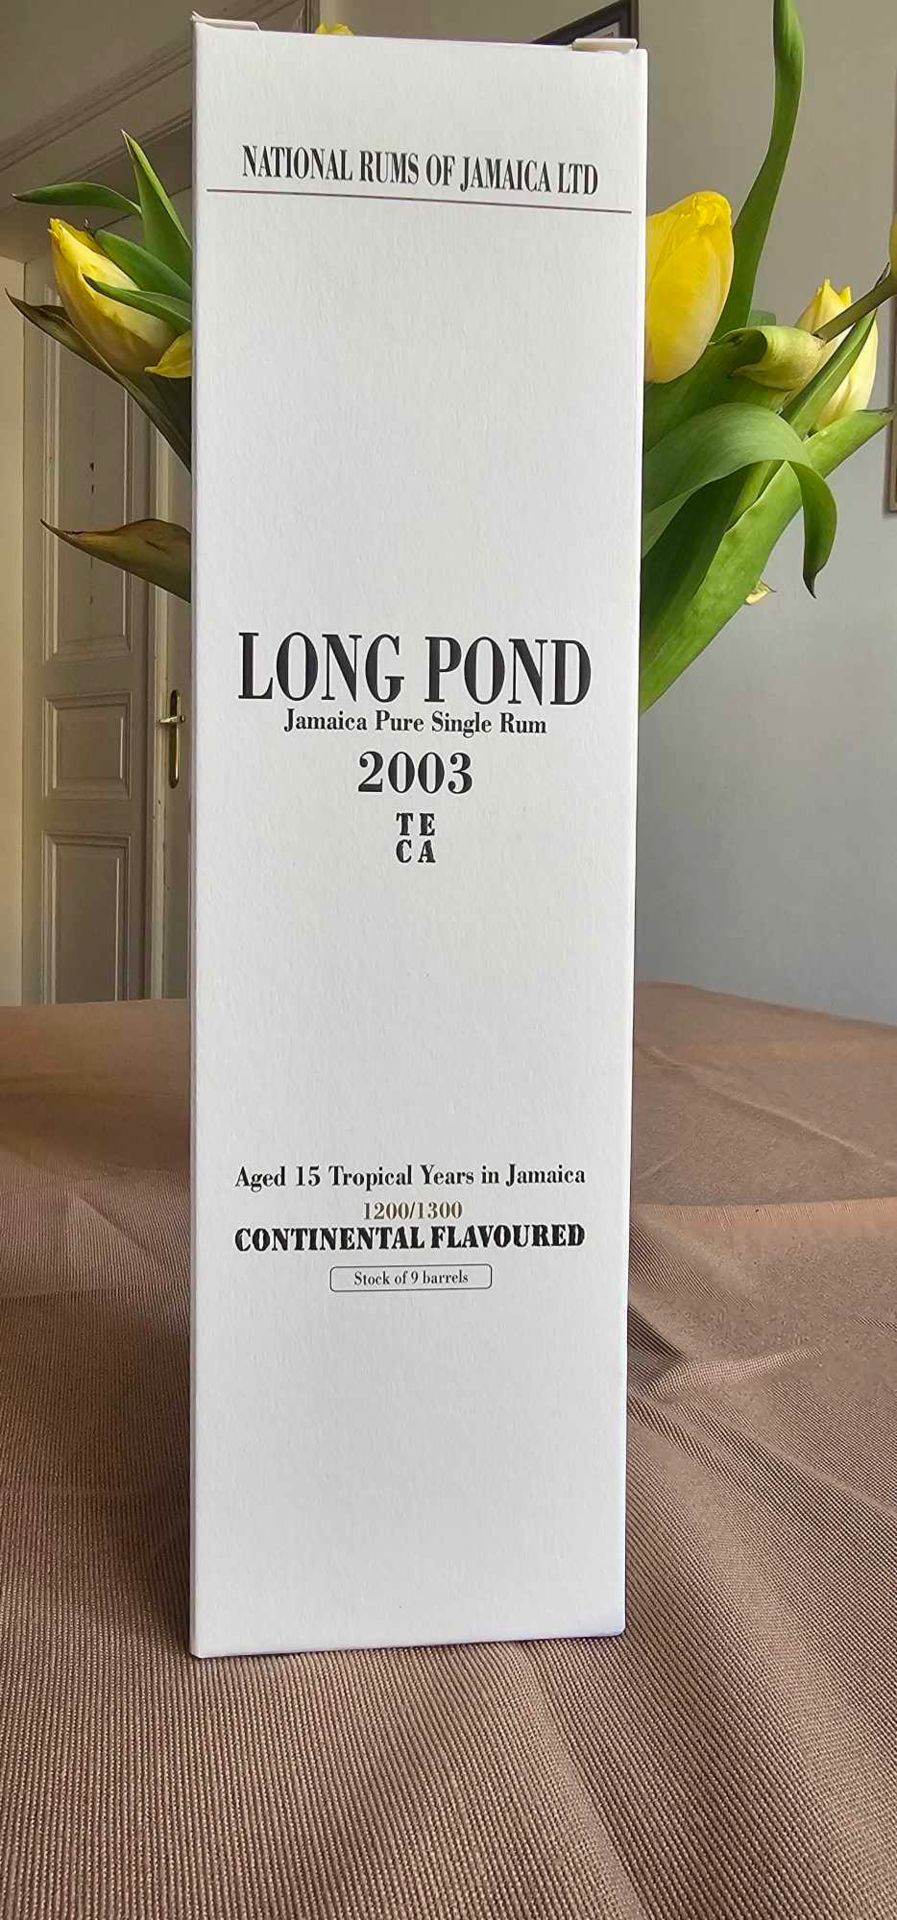 NATIONAL RUMS OF JAMAICA LTD
LONG POND
Jamaica Pure Single Rum
2003
TE
CA
Aged 15 Tropical Years in Jamaica
1200/1300
CONTINENTAL FLAVOURED
Stock of 9 barrels